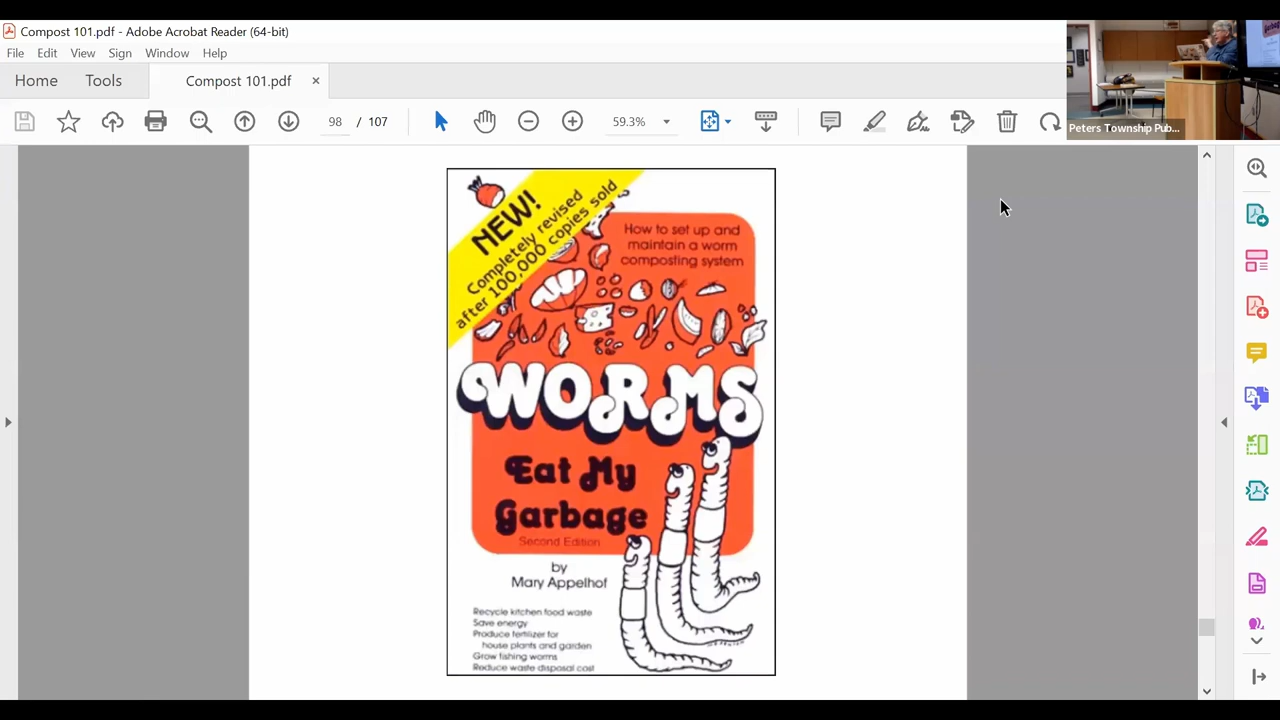 Compost 101.pdf - Adobe Acrobat Reader (64-bit)
File Edit View Sign Window Help
Home Tools Compost 101.pdf ×
98 / 107 59.3%
Peters Township Pub...
NEW!
Completely revised
after 100,000 copies sold
How to set up and
maintain a worm
composting system
WORMS
Eat My
Garbage
Second Edition
by
Mary Appelhof
Recycle kitchen food waste
Save energy
Produce fertilizer for
house plants and garden
Grow fishing worms
Reduce waste disposal cost